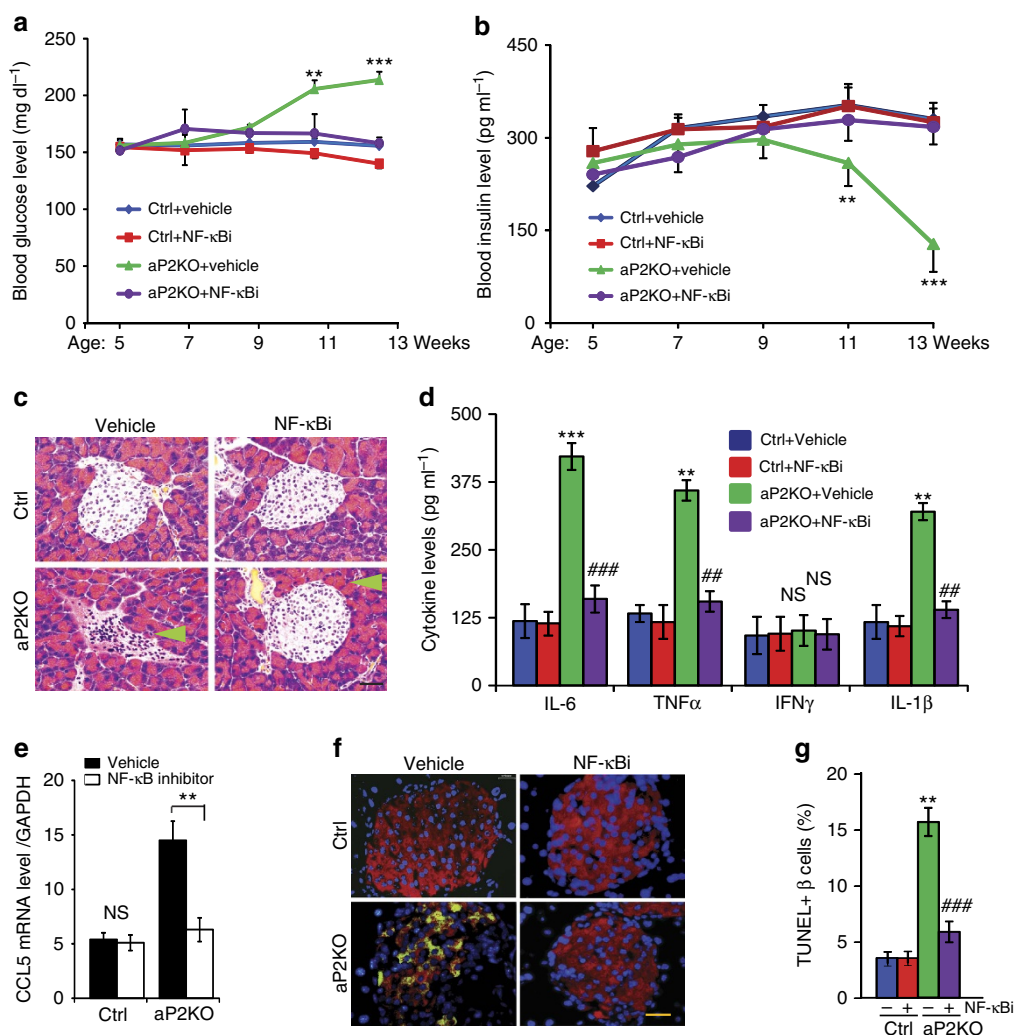 a
Blood glucose level (mg dl⁻¹)
250
200
150
100
50
0
** ***
Ctrl+vehicle
Ctrl+NF-κBi
aP2KO+vehicle
aP2KO+NF-κBi
Age: 5 7 9 11 13 Weeks
b
Blood insulin level (pg ml⁻¹)
450
300
150
0
**
***
Ctrl+vehicle
Ctrl+NF-κBi
aP2KO+vehicle
aP2KO+NF-κBi
Age: 5 7 9 11 13 Weeks
c
Vehicle NF-κBi
Ctrl
aP2KO
d
Cytokine levels (pg ml⁻¹)
500
375
250
125
0
Ctrl+Vehicle
Ctrl+NF-κBi
aP2KO+Vehicle
aP2KO+NF-κBi
*** ** **
### ## NS NS ##
IL-6 TNFα IFNγ IL-1β
e
Vehicle
NF-κB inhibitor
CCL5 mRNA level /GAPDH
20
15
10
5
0
**
NS
Ctrl aP2KO
f
Vehicle NF-κBi
Ctrl
aP2KO
g
TUNEL+ β cells (%)
20
15
10
5
0
**
###
− + − + NF-κBi
Ctrl aP2KO